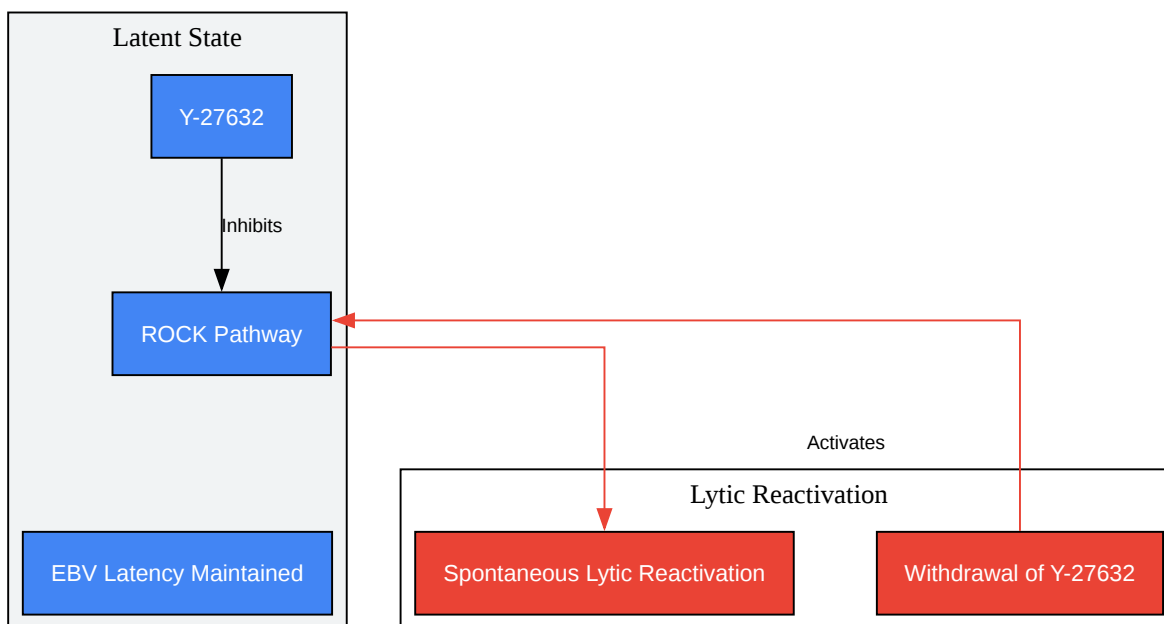 Latent State
Y-27632
Inhibits
ROCK Pathway
Activates
Lytic Reactivation
EBV Latency Maintained
Spontaneous Lytic Reactivation
Withdrawal of Y-27632